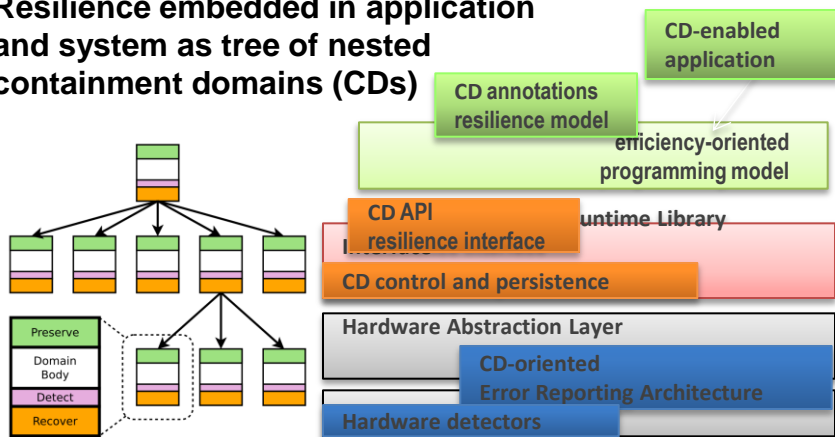 Resilience embedded in application
and system as tree of nested
containment domains (CDs)
CD-enabled
application
CD annotations
resilience model
efficiency-oriented
programming model
CD API
resilience interface
untime Library
CD control and persistence
Hardware Abstraction Layer
CD-oriented
Error Reporting Architecture
Hardware detectors
Preserve
Domain
Body
Detect
Recover